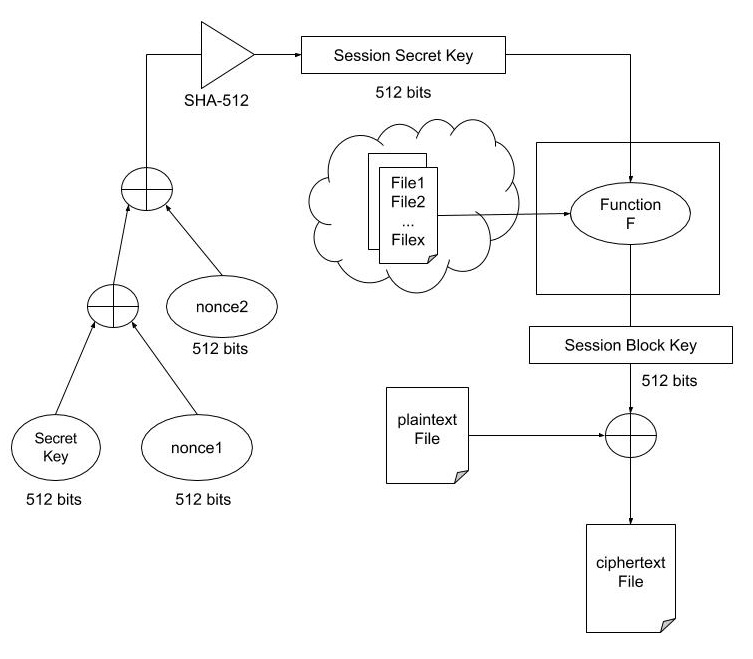 Session Secret Key
SHA-512
512 bits
File1
File2
...
Filex
Function
F
nonce2
512 bits
Session Block Key
512 bits
plaintext
File
Secret
Key
nonce1
512 bits
512 bits
ciphertext
File